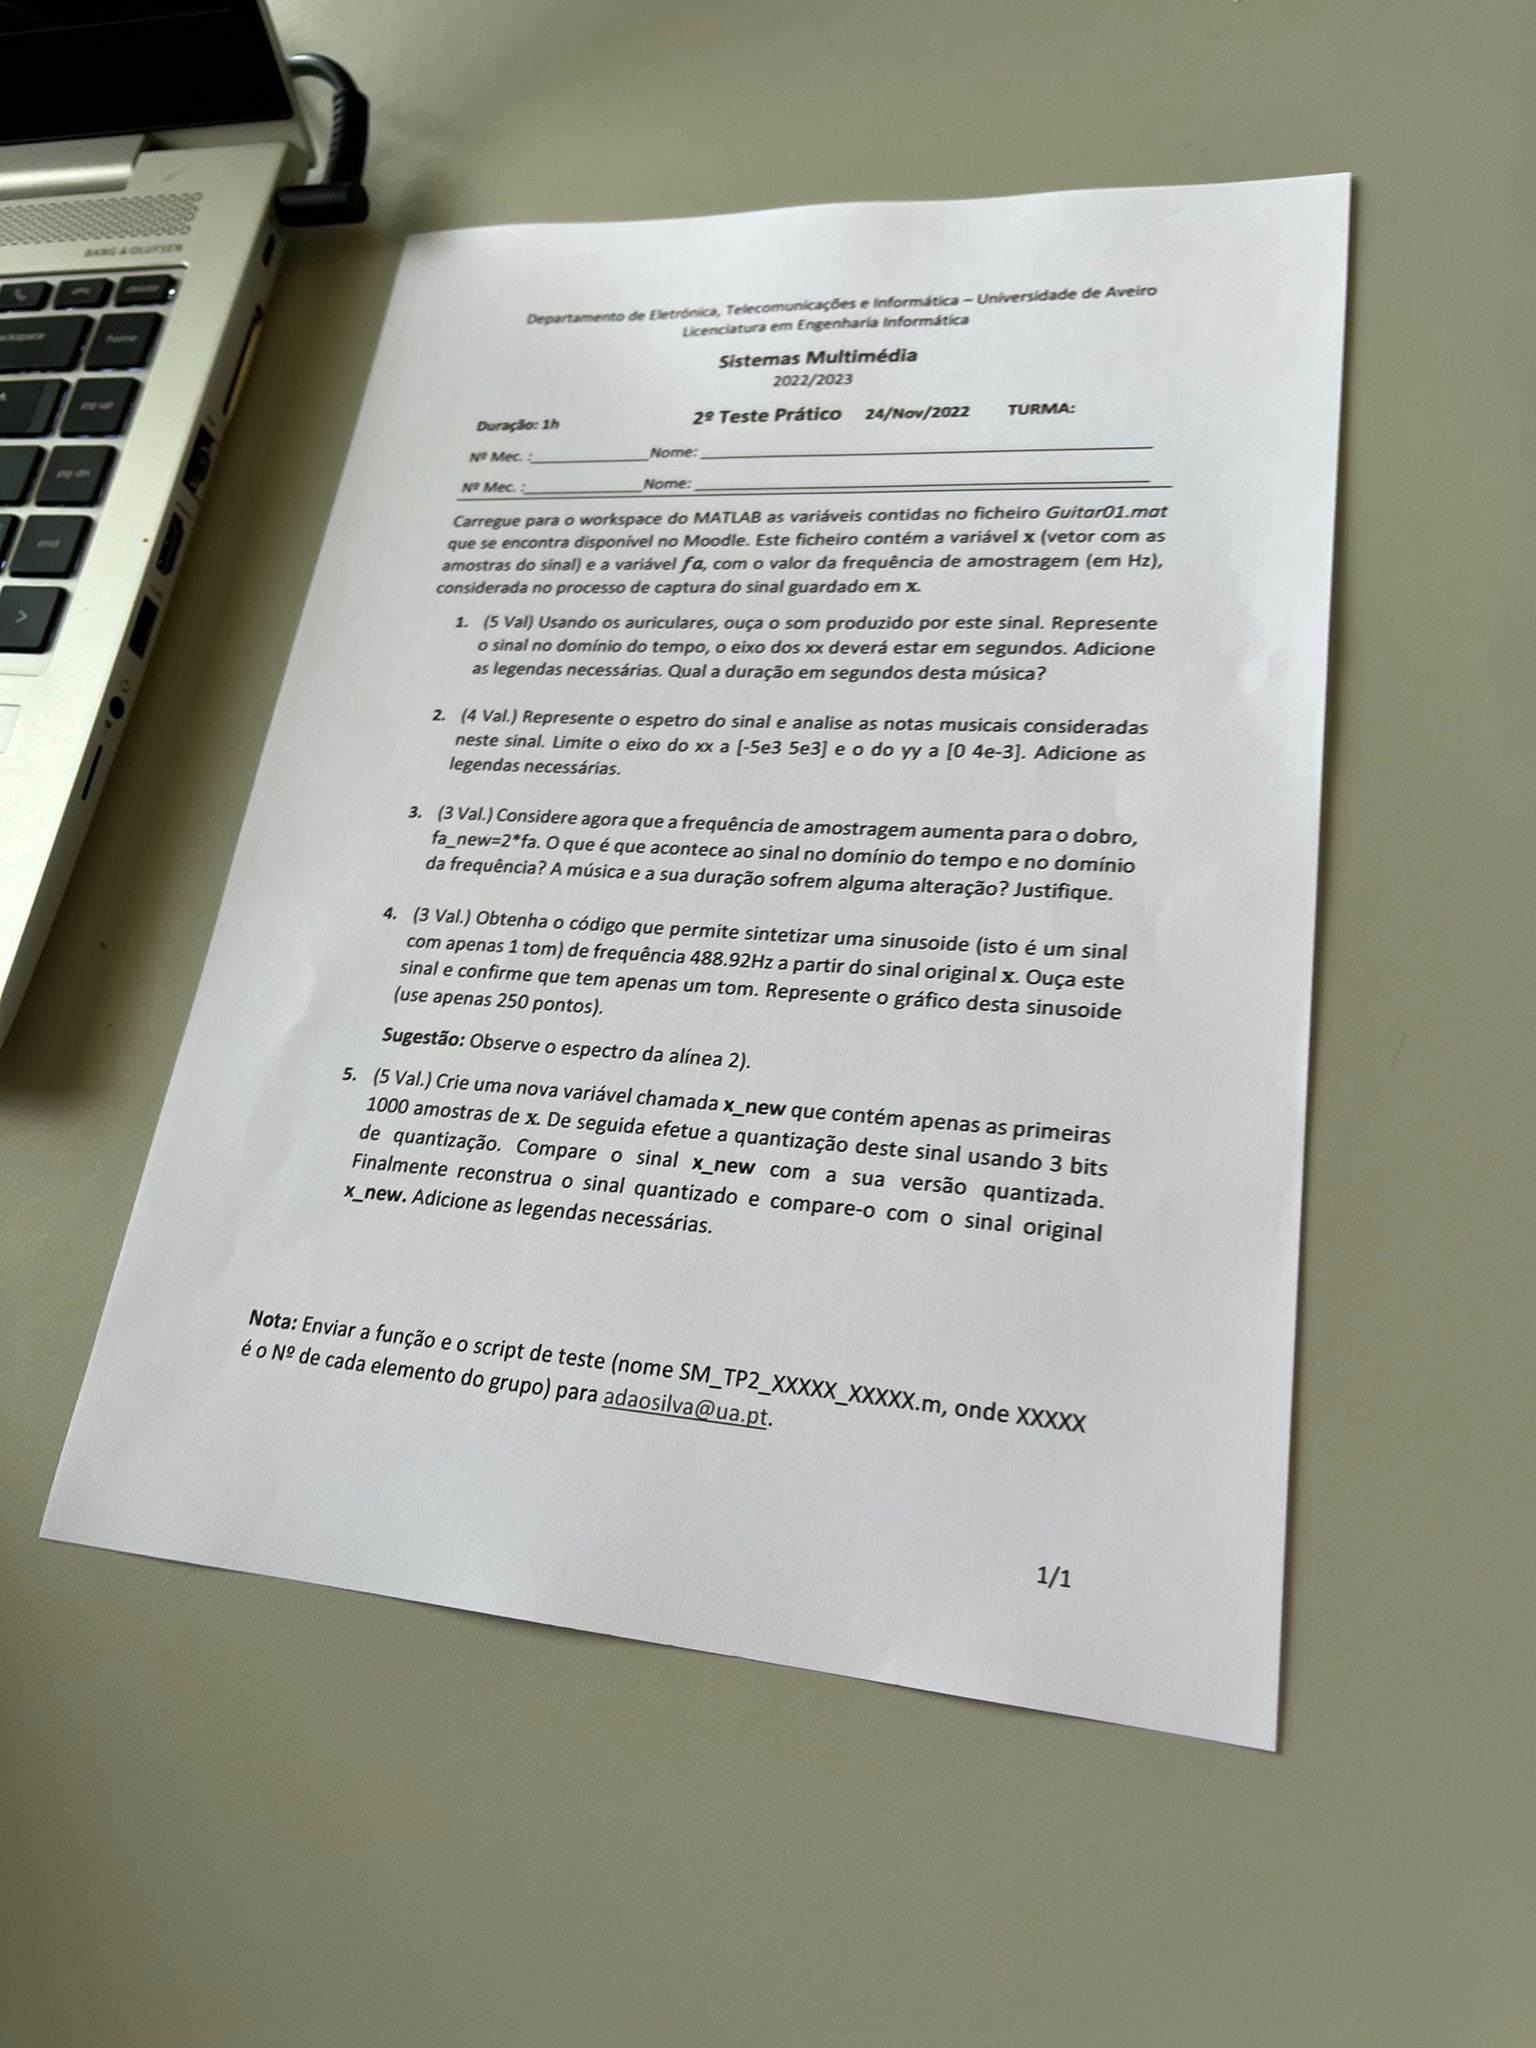 BANG & OLUFSEN
delete
home
pg up
pg dn
end
>
Departamento de Eletrónica, Telecomunicações e Informática – Universidade de Aveiro
Licenciatura em Engenharia Informática
Sistemas Multimédia
2022/2023
Duração: 1h 2º Teste Prático 24/Nov/2022 TURMA:
Nº Mec. :____________Nome: ____________
Nº Mec. :____________Nome: ____________
Carregue para o workspace do MATLAB as variáveis contidas no ficheiro Guitar01.mat
que se encontra disponível no Moodle. Este ficheiro contém a variável x (vetor com as
amostras do sinal) e a variável fa, com o valor da frequência de amostragem (em Hz),
considerada no processo de captura do sinal guardado em x.
1. (5 Val) Usando os auriculares, ouça o som produzido por este sinal. Represente
o sinal no domínio do tempo, o eixo dos xx deverá estar em segundos. Adicione
as legendas necessárias. Qual a duração em segundos desta música?
2. (4 Val.) Represente o espetro do sinal e analise as notas musicais consideradas
neste sinal. Limite o eixo do xx a [-5e3 5e3] e o do yy a [0 4e-3]. Adicione as
legendas necessárias.
3. (3 Val.) Considere agora que a frequência de amostragem aumenta para o dobro,
fa_new=2*fa. O que é que acontece ao sinal no domínio do tempo e no domínio
da frequência? A música e a sua duração sofrem alguma alteração? Justifique.
4. (3 Val.) Obtenha o código que permite sintetizar uma sinusoide (isto é um sinal
com apenas 1 tom) de frequência 488.92Hz a partir do sinal original x. Ouça este
sinal e confirme que tem apenas um tom. Represente o gráfico desta sinusoide
(use apenas 250 pontos).
Sugestão: Observe o espectro da alínea 2).
5. (5 Val.) Crie uma nova variável chamada x_new que contém apenas as primeiras
1000 amostras de x. De seguida efetue a quantização deste sinal usando 3 bits
de quantização. Compare o sinal x_new com a sua versão quantizada.
Finalmente reconstrua o sinal quantizado e compare-o com o sinal original
x_new. Adicione as legendas necessárias.
Nota: Enviar a função e o script de teste (nome SM_TP2_XXXXX_XXXXX.m, onde XXXXX
é o Nº de cada elemento do grupo) para adaosilva@ua.pt.
1/1